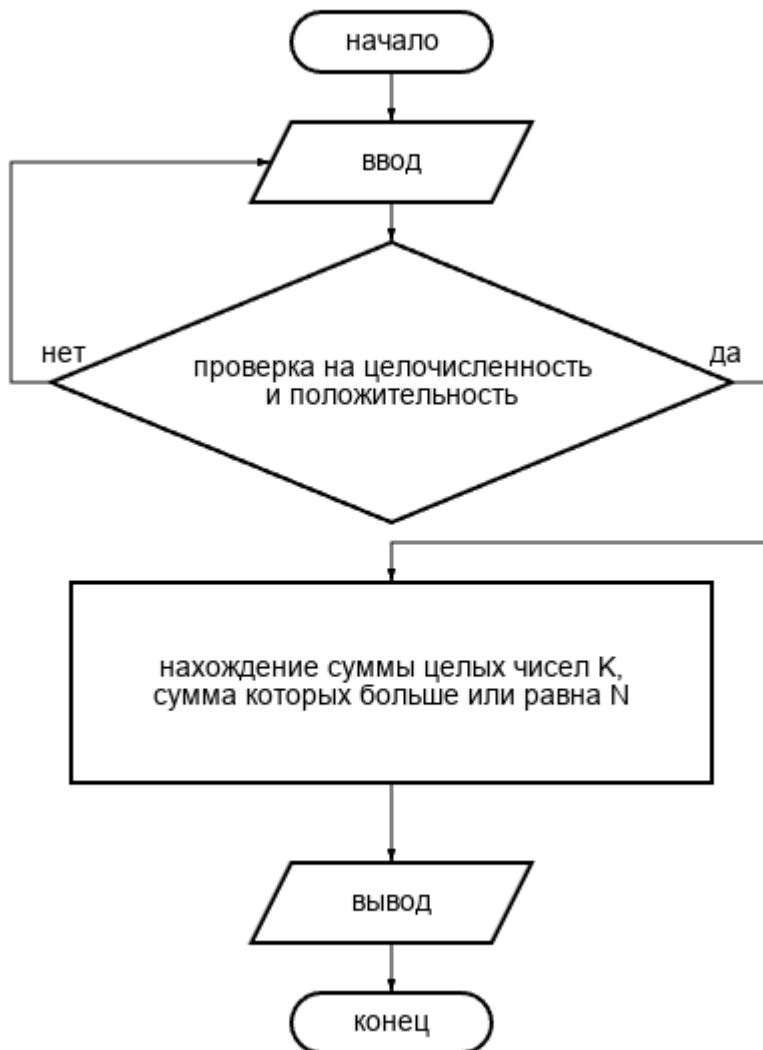 начало
ввод
нет
да
проверка на целочисленность
и положительность
нахождение суммы целых чисел K,
сумма которых больше или равна N
вывод
конец